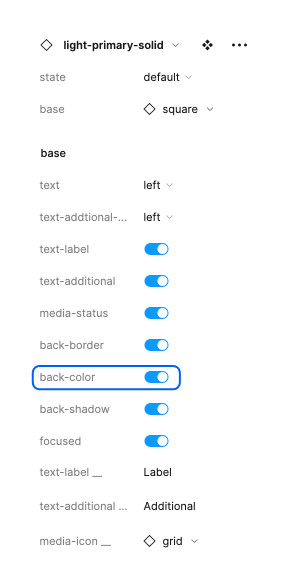 light-primary-solid
state default
base square
base
text left
text-addtional-... left
text-label
text-additional
media-status
back-border
back-color
back-shadow
focused
text-label __ Label
text-additional ... Additional
media-icon __ grid